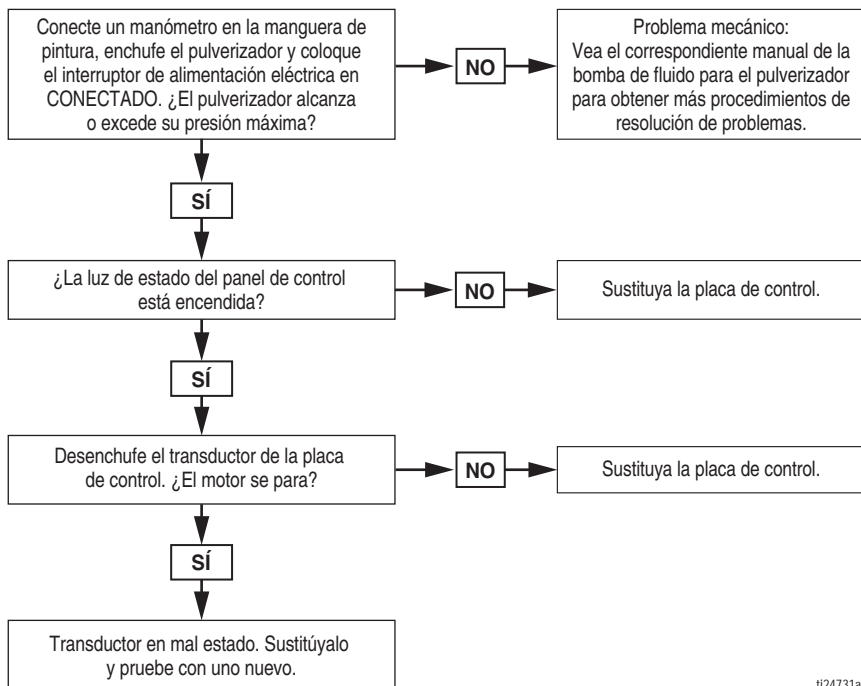 Conecte un manómetro en la manguera de
pintura, enchufe el pulverizador y coloque
el interruptor de alimentación eléctrica en
CONECTADO. ¿El pulverizador alcanza
o excede su presión máxima?
NO
Problema mecánico:
Vea el correspondiente manual de la
bomba de fluido para el pulverizador
para obtener más procedimientos de
resolución de problemas.
SÍ
¿La luz de estado del panel de control
está encendida?
NO
Sustituya la placa de control.
SÍ
Desenchufe el transductor de la placa
de control. ¿El motor se para?
NO
Sustituya la placa de control.
SÍ
Transductor en mal estado. Sustitúyalo
y pruebe con uno nuevo.
ti24731a